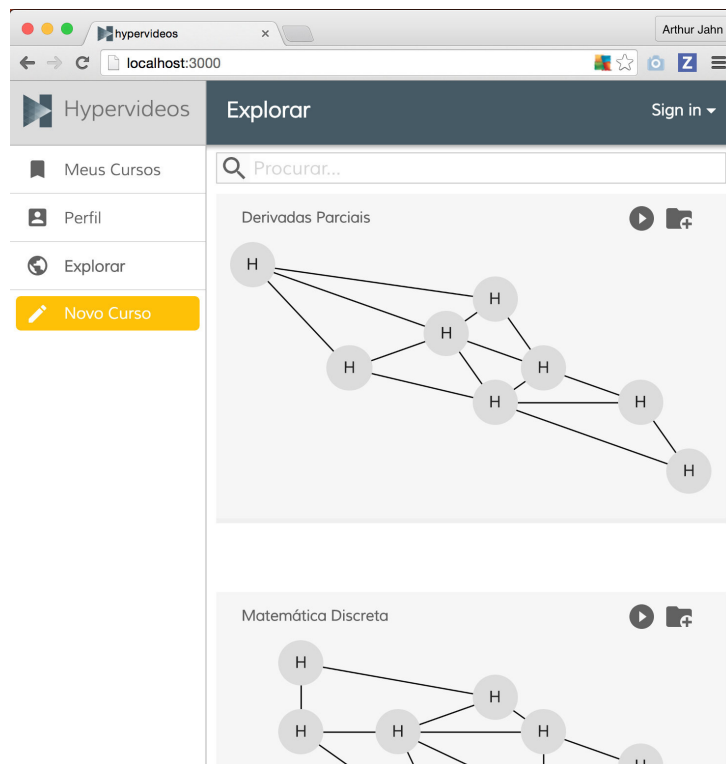 hypervideos
Arthur Jahn
localhost:3000
Z
Hypervideos
Explorar
Sign in
Meus Cursos
Perfil
Explorar
Novo Curso
Procurar...
Derivadas Parciais
H
H
H
H
H
H
H
H
Matemática Discreta
H
H
H
H
H
H